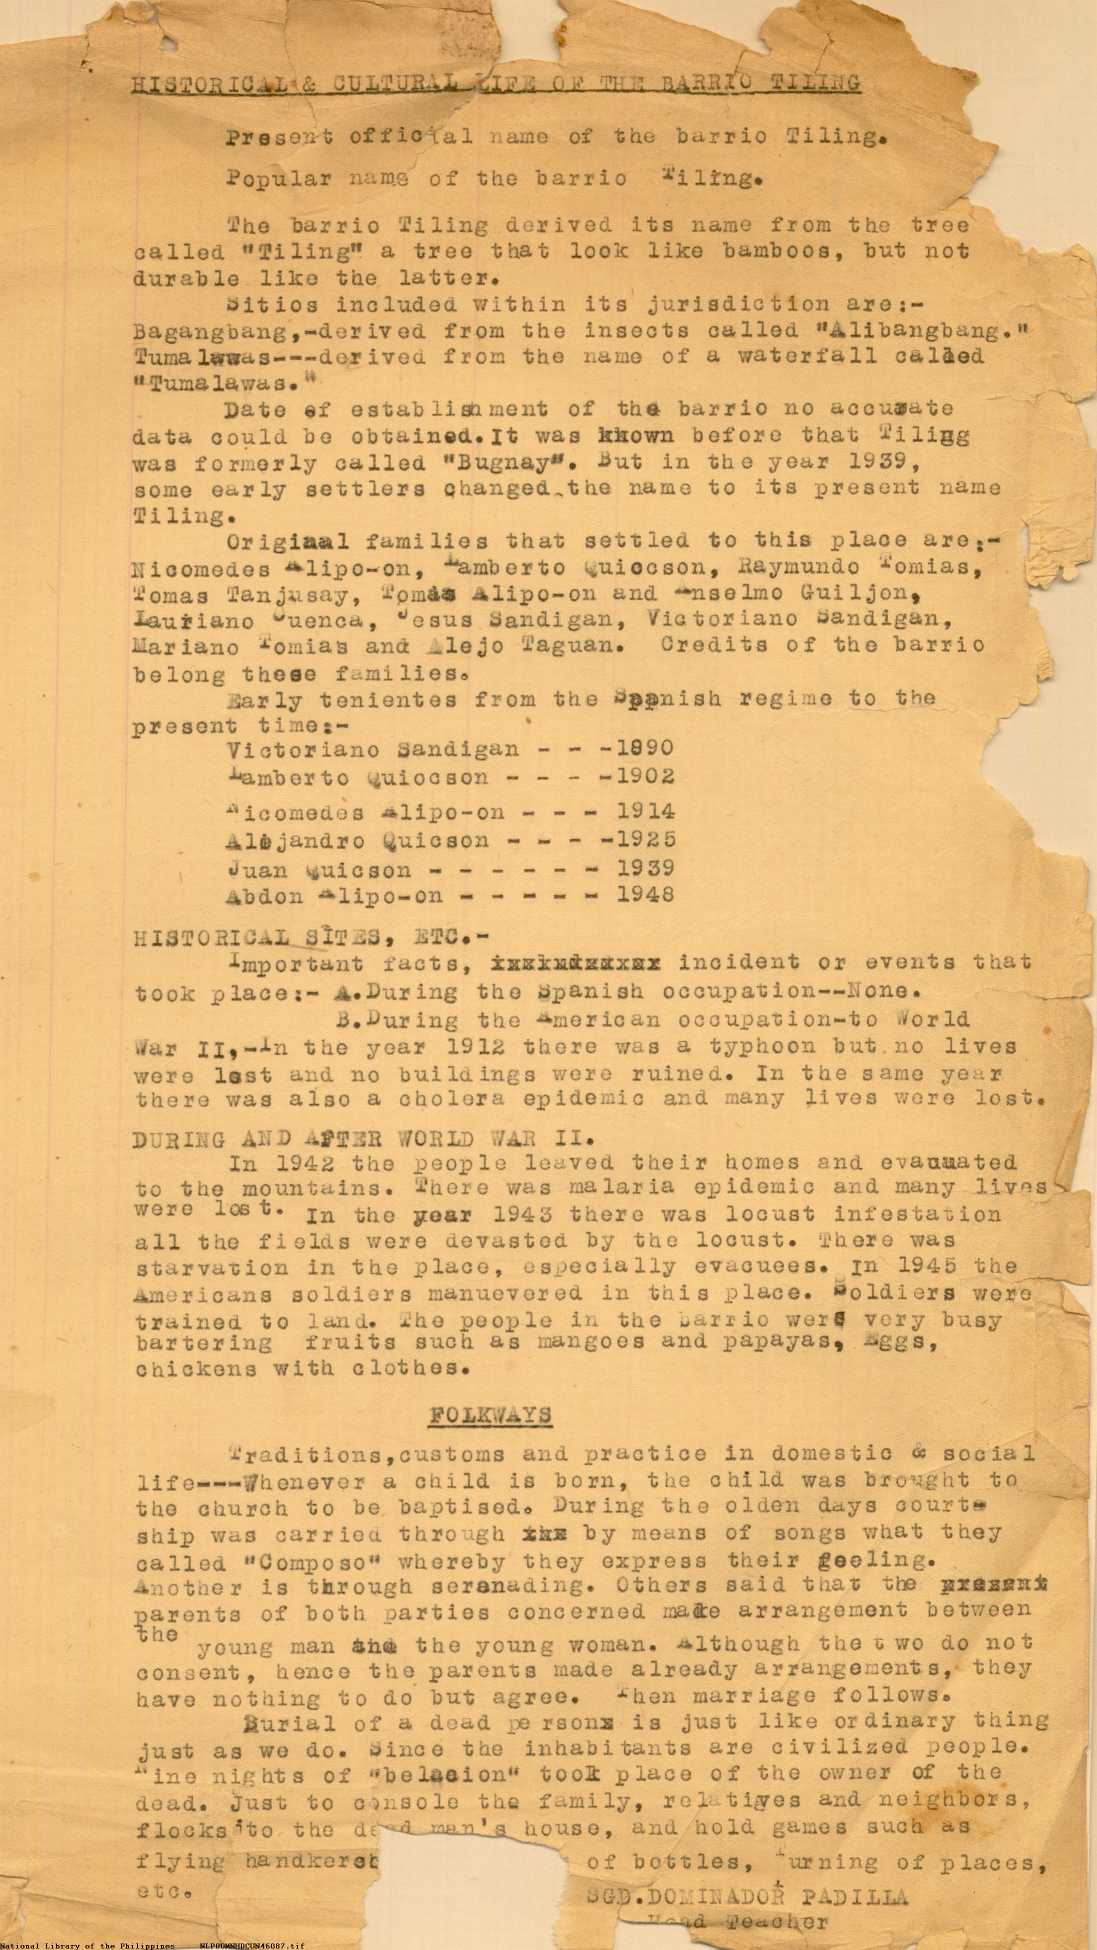 HISTORICAL & CULTURAL LIFE OF THE BARRIO TILING
Present official name of the barrio Tiling.
Popular name of the barrio Tiling.
The barrio Tiling derived its name from the tree
called "Tiling" a tree that look like bamboos, but not
durable like the latter.
Sitios included within its jurisdiction are:-
Bagangbang,-derived from the insects called "Alibangbang."
Tumalawas---derived from the name of a waterfall called
"Tumalawas."
Date of establishment of the barrio no accurate
data could be obtained.It was known before that Tiling
was formerly called "Bugnay". But in the year 1939,
some early settlers changed the name to its present name
Tiling.
Original families that settled to this place are:-
Nicomedes Alipo-on, Lamberto Quiocson, Raymundo Tomias,
Tomas Tanjusay, Tomas Alipo-on and Anselmo Guiljon,
Lauriano Cuenca, Jesus Sandigan, Victoriano Sandigan,
Mariano Tomias and Alejo Taguan. Credits of the barrio
belong these families.
Early tenientes from the Spanish regime to the
present time:-
Victoriano Sandigan - - -1890
Lamberto Quiocson - - - -1902
Nicomedes Alipo-on - - - 1914
Alejandro Quicson - - - -1925
Juan Quicson - - - - - - 1939
Abdon Alipo-on - - - - - 1948
HISTORICAL SITES, ETC.-
Important facts, incident or events that
took place:- A.During the Spanish occupation--None.
B.During the American occupation-to World
War II,-In the year 1912 there was a typhoon but no lives
were lost and no buildings were ruined. In the same year
there was also a cholera epidemic and many lives were lost.
DURING AND AFTER WORLD WAR II.
In 1942 the people leaved their homes and evacuated
to the mountains. There was malaria epidemic and many lives
were lost. In the year 1943 there was locust infestation
all the fields were devasted by the locust. There was
starvation in the place, especially evacuees. In 1945 the
Americans soldiers manuevered in this place. Soldiers were
trained to land. The people in the barrio were very busy
bartering fruits such as mangoes and papayas, Eggs,
chickens with clothes.
FOLKWAYS
Traditions,customs and practice in domestic & social
life---Whenever a child is born, the child was brought to
the church to be baptised. During the olden days court-
ship was carried through by means of songs what they
called "Composo" whereby they express their feeling.
Another is through serenading. Others said that the
parents of both parties concerned made arrangement between
the young man and the young woman. Although the two do not
consent, hence the parents made already arrangements, they
have nothing to do but agree. Then marriage follows.
Burial of a dead person is just like ordinary thing
just as we do. Since the inhabitants are civilized people.
Nine nights of "belacion" took place of the owner of the
dead. Just to console the family, relatives and neighbors,
flocks to the dead man's house, and hold games such as
flying of bottles, Turning of places,
etc.
SGD.DOMINADOR PADILLA
Head Teacher
National Library of the Philippines